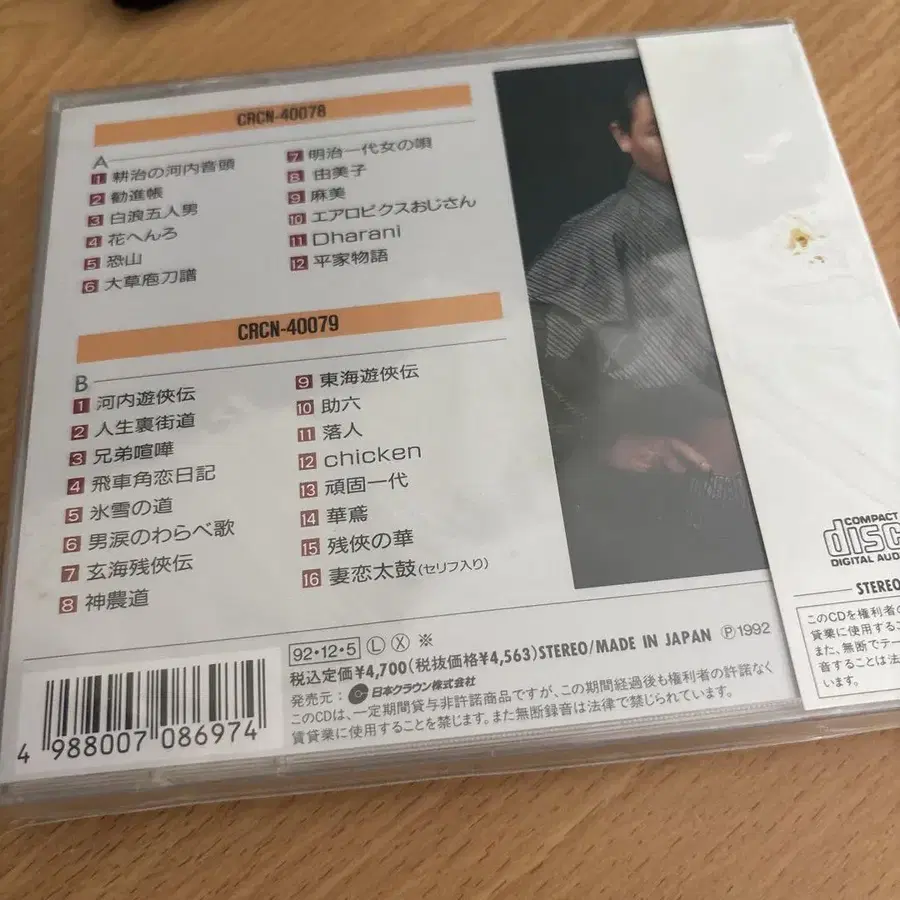 CRCN-40078
A
1 耕治の河内音頭
2 勧進帳
3 白浪五人男
4 花へんろ
5 恐山
6 大草庖刀譜
7 明治一代女の唄
8 由美子
9 麻美
10 エアロビクスおじさん
11 Dharani
12 平家物語
CRCN-40079
B
1 河内遊俠伝
2 人生裏街道
3 兄弟喧嘩
4 飛車角恋日記
5 氷雪の道
6 男涙のわらべ歌
7 玄海残俠伝
8 神農道
9 東海遊俠伝
10 助六
11 落人
12 chicken
13 頑固一代
14 華鳶
15 残俠の華
16 妻恋太鼓(セリフ入り)
92・12・5 Ⓛ Ⓧ ※
税込定価¥4,700(税抜価格¥4,563)STEREO/MADE IN JAPAN ℗1992
発売元: 日本クラウン株式会社
このCDは、一定期間貸与非許諾商品ですが、この期間経過後も権利者の許諾なく
賃貸業に使用することを禁じます。また無断録音は法律で禁じられています。
4 988007 086974
COMPACT
disc
DIGITAL AUD
STEREO
このCDを権利者の
賃業に使用する
また、無断でテー
音することは法
います。